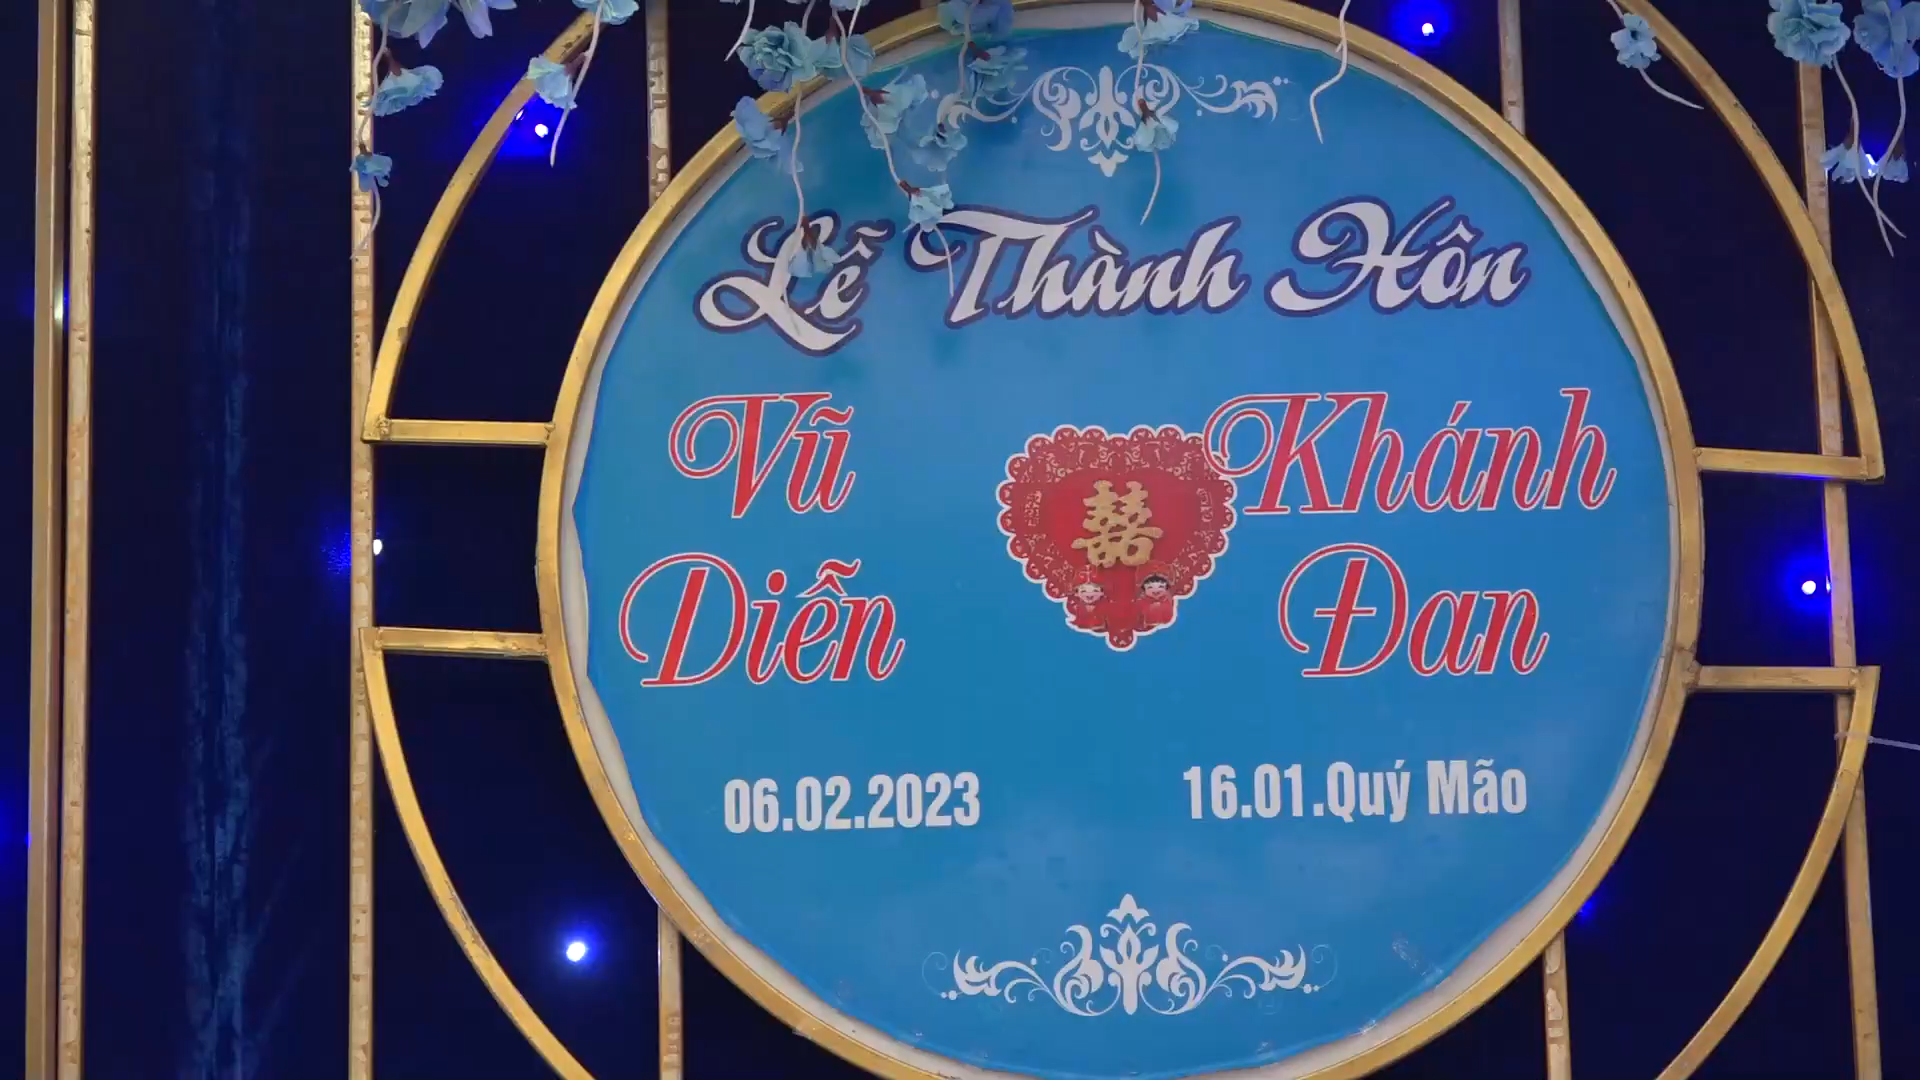 Lễ Thành Hôn
Vũ
Diễn
囍
Khánh
Đan
06.02.2023
16.01.Quý Mão